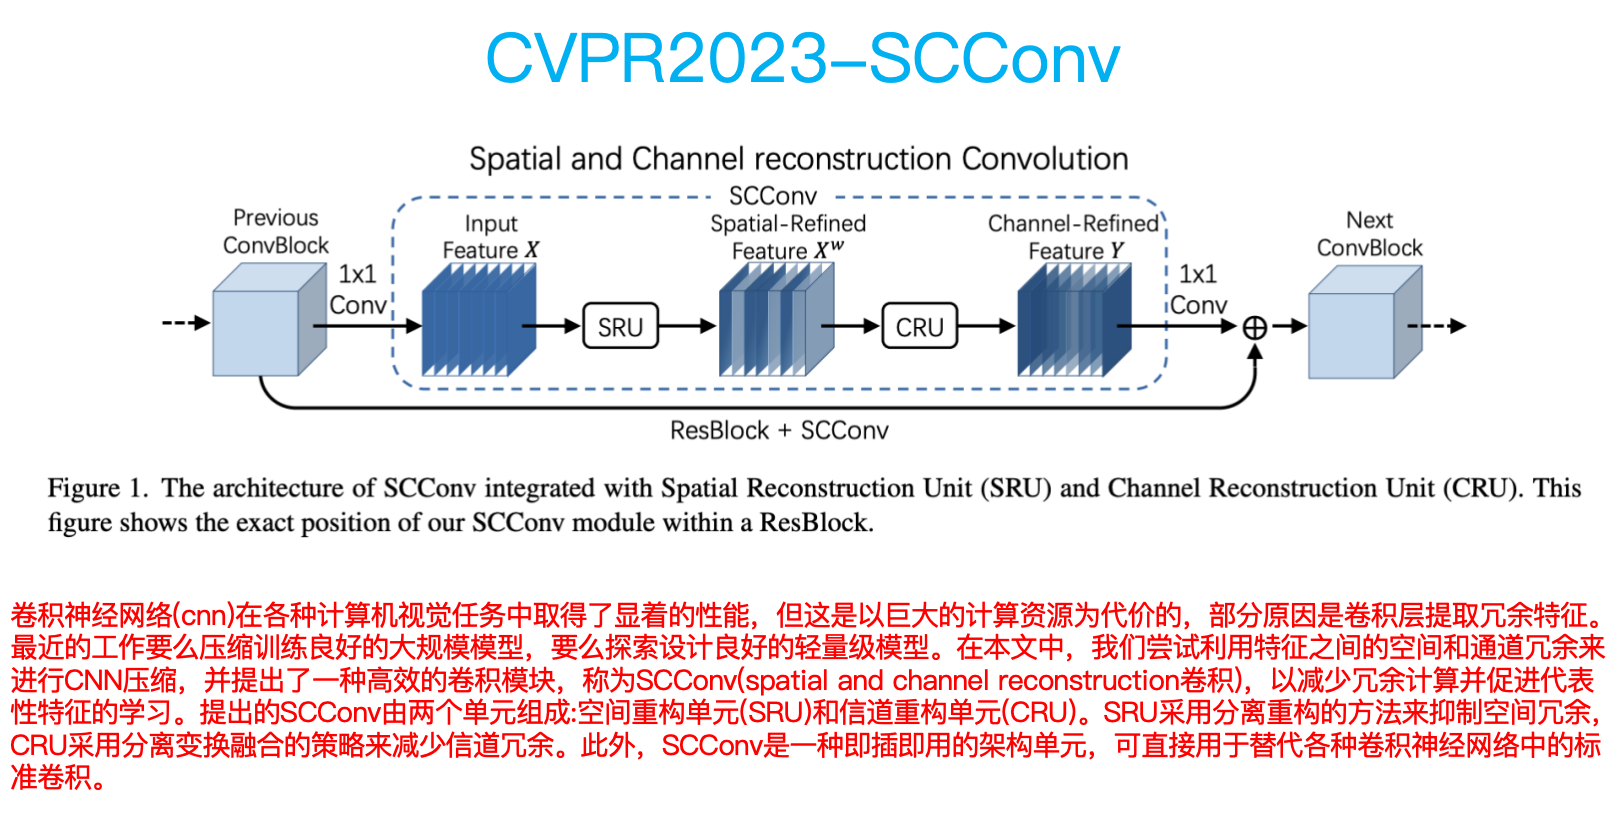 CVPR2023–SCConv
Spatial and Channel reconstruction Convolution
SCConv
Previous
ConvBlock
1x1
Conv
Input
Feature X
SRU
Spatial-Refined
Feature Xʷ
CRU
Channel-Refined
Feature Y
1x1
Conv
Next
ConvBlock
ResBlock + SCConv
Figure 1. The architecture of SCConv integrated with Spatial Reconstruction Unit (SRU) and Channel Reconstruction Unit (CRU). This
figure shows the exact position of our SCConv module within a ResBlock.
卷积神经网络(cnn)在各种计算机视觉任务中取得了显着的性能，但这是以巨大的计算资源为代价的，部分原因是卷积层提取冗余特征。
最近的工作要么压缩训练良好的大规模模型，要么探索设计良好的轻量级模型。在本文中，我们尝试利用特征之间的空间和通道冗余来
进行CNN压缩，并提出了一种高效的卷积模块，称为SCConv(spatial and channel reconstruction卷积)，以减少冗余计算并促进代表
性特征的学习。提出的SCConv由两个单元组成:空间重构单元(SRU)和信道重构单元(CRU)。SRU采用分离重构的方法来抑制空间冗余,
CRU采用分离变换融合的策略来减少信道冗余。此外，SCConv是一种即插即用的架构单元，可直接用于替代各种卷积神经网络中的标
准卷积。